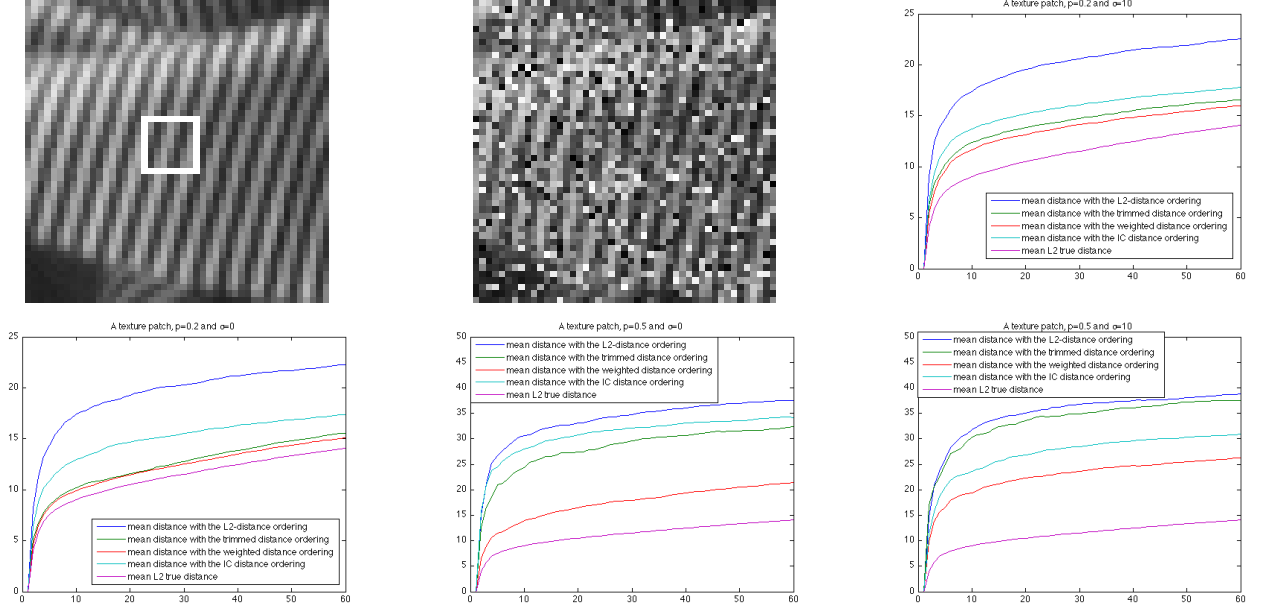 A texture patch, p=0.2 and σ=10
25
20
15
10
5
0
mean distance with the L2-distance ordering
mean distance with the trimmed distance ordering
mean distance with the weighted distance ordering
mean distance with the IC distance ordering
mean L2 true distance
0 10 20 30 40 50 60
A texture patch, p=0.2 and σ=0
25
20
15
10
5
0
mean distance with the L2-distance ordering
mean distance with the trimmed distance ordering
mean distance with the weighted distance ordering
mean distance with the IC distance ordering
mean L2 true distance
0 10 20 30 40 50 60
A texture patch, p=0.5 and σ=0
50
45
40
35
30
25
20
15
10
5
0
mean distance with the L2-distance ordering
mean distance with the trimmed distance ordering
mean distance with the weighted distance ordering
mean distance with the IC distance ordering
mean L2 true distance
0 10 20 30 40 50 60
A texture patch, p=0.5 and σ=10
50
45
40
35
30
25
20
15
10
5
0
mean distance with the L2-distance ordering
mean distance with the trimmed distance ordering
mean distance with the weighted distance ordering
mean distance with the IC distance ordering
mean L2 true distance
0 10 20 30 40 50 60